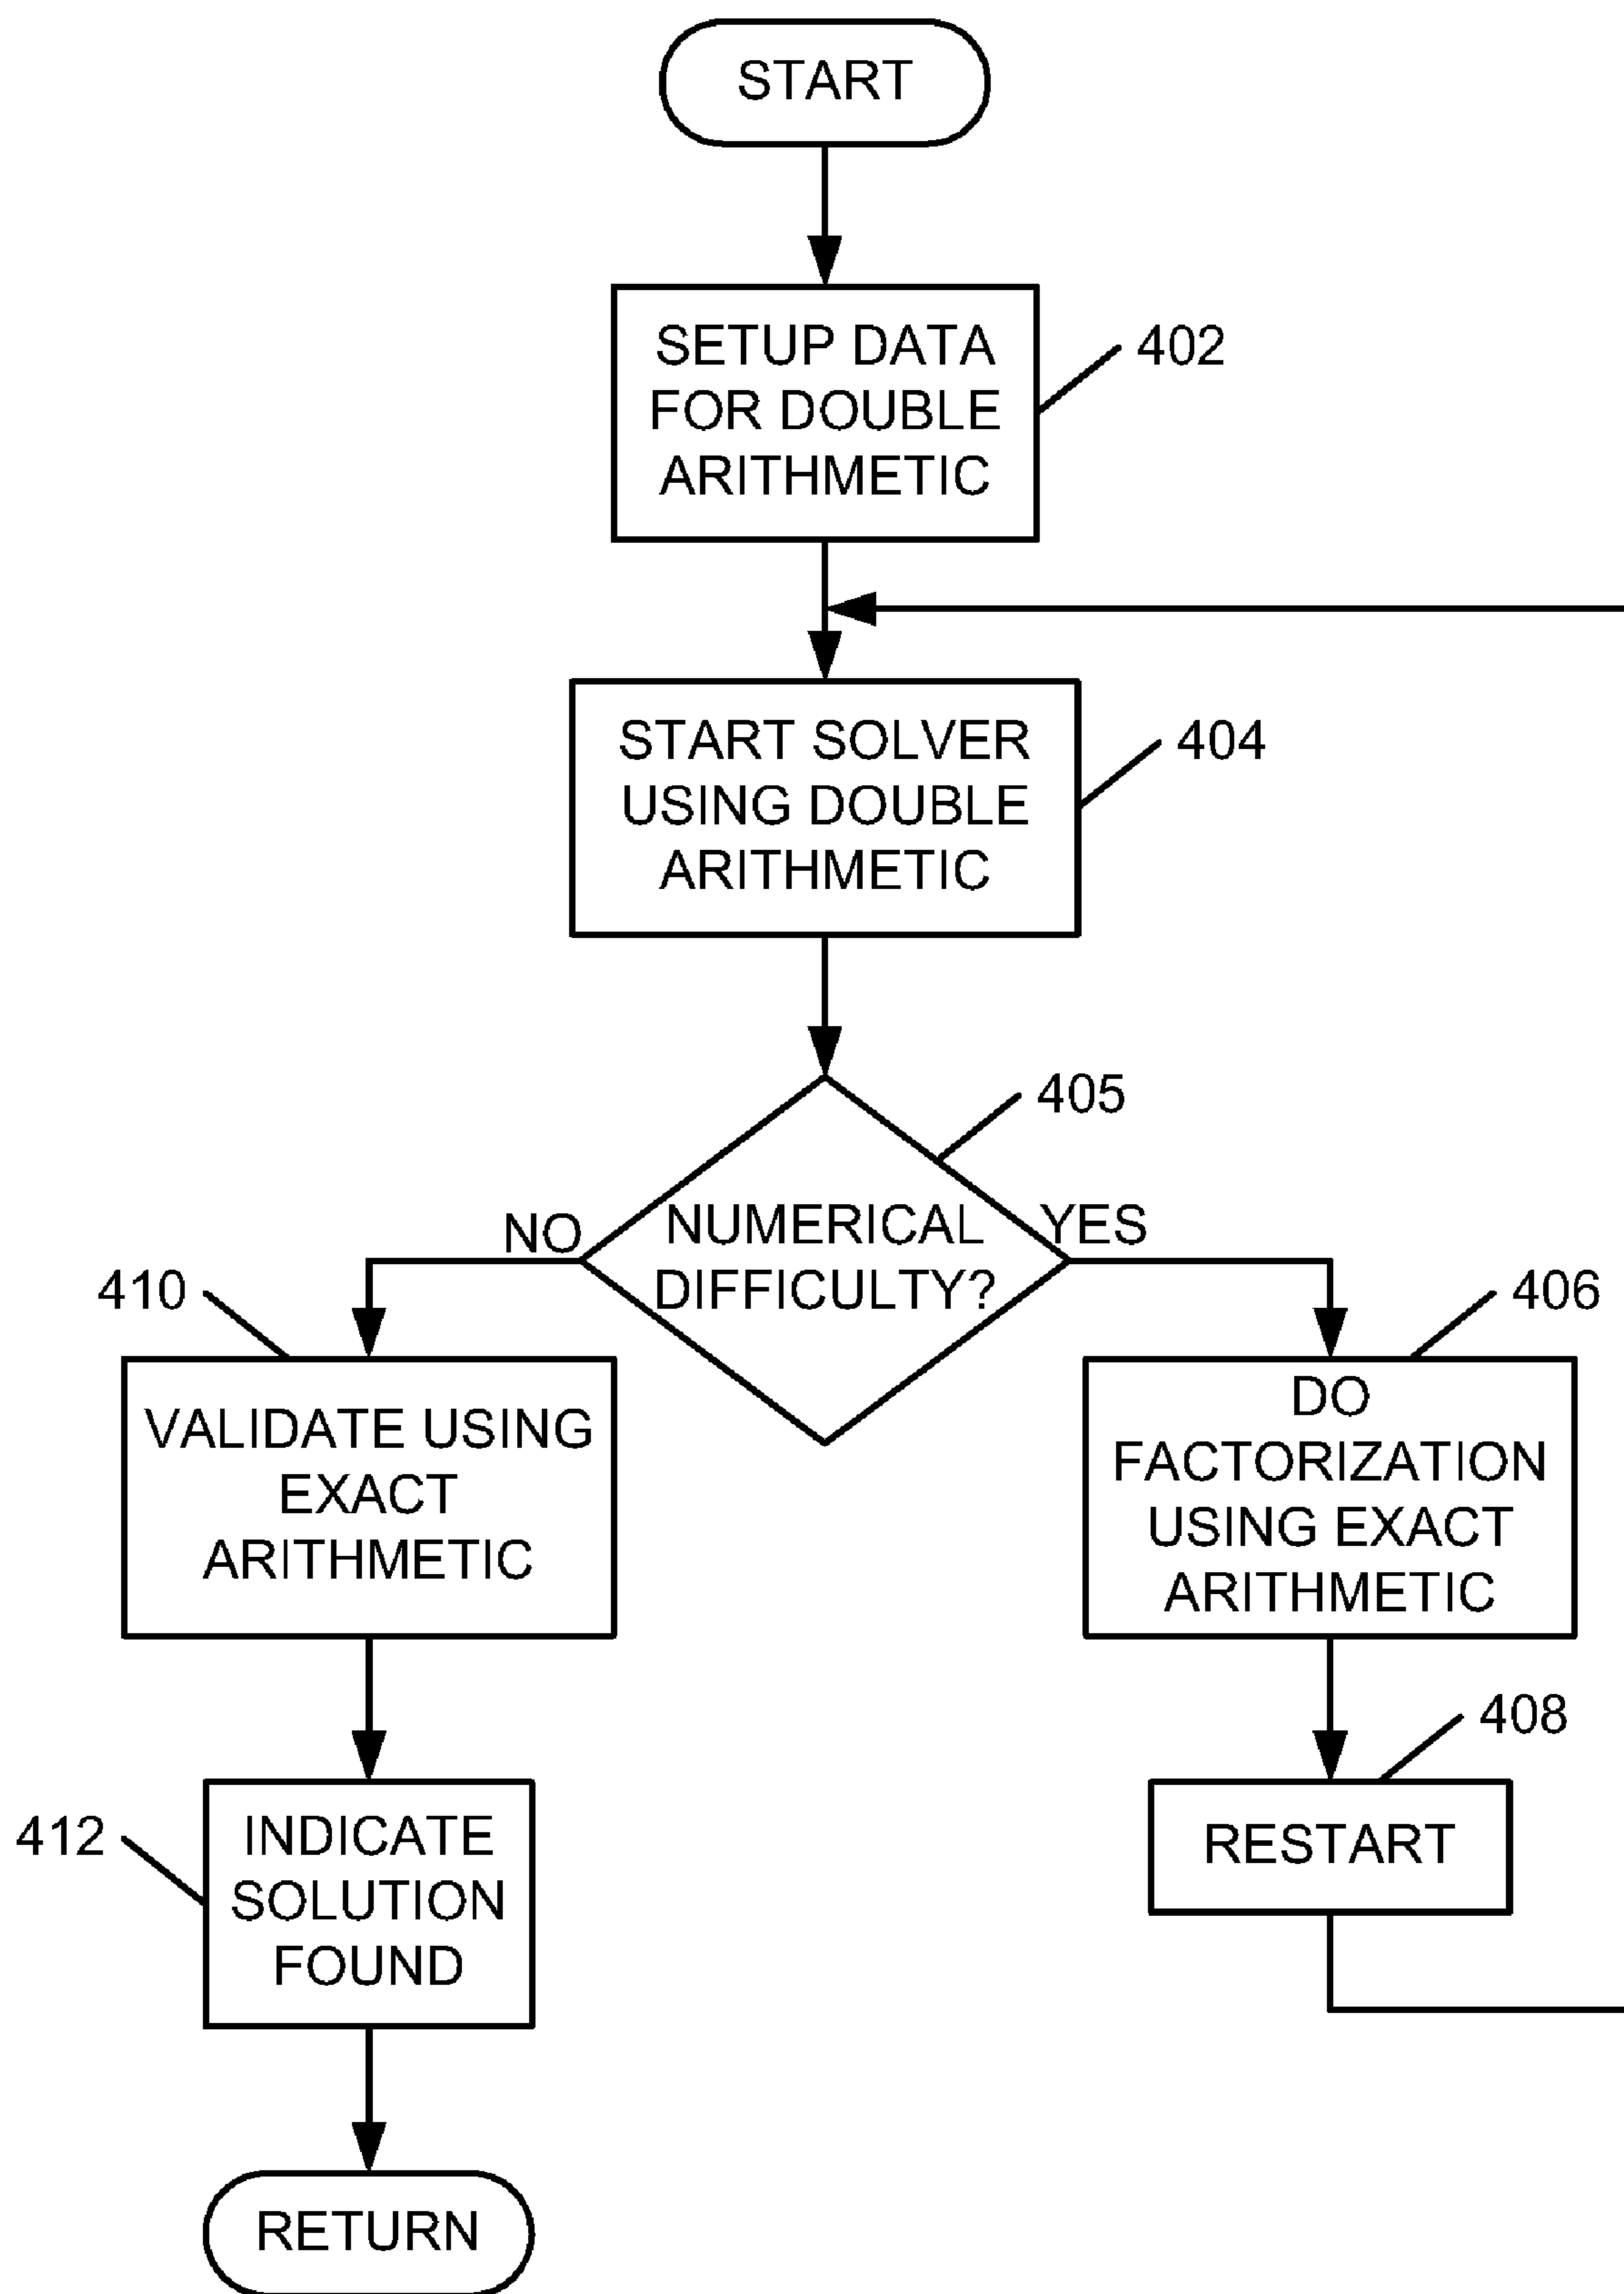 START
SETUP DATA
FOR DOUBLE
ARITHMETIC
402
START SOLVER
USING DOUBLE
ARITHMETIC
404
405
NUMERICAL
DIFFICULTY?
NO
YES
410
VALIDATE USING
EXACT
ARITHMETIC
406
DO
FACTORIZATION
USING EXACT
ARITHMETIC
412
INDICATE
SOLUTION
FOUND
408
RESTART
RETURN